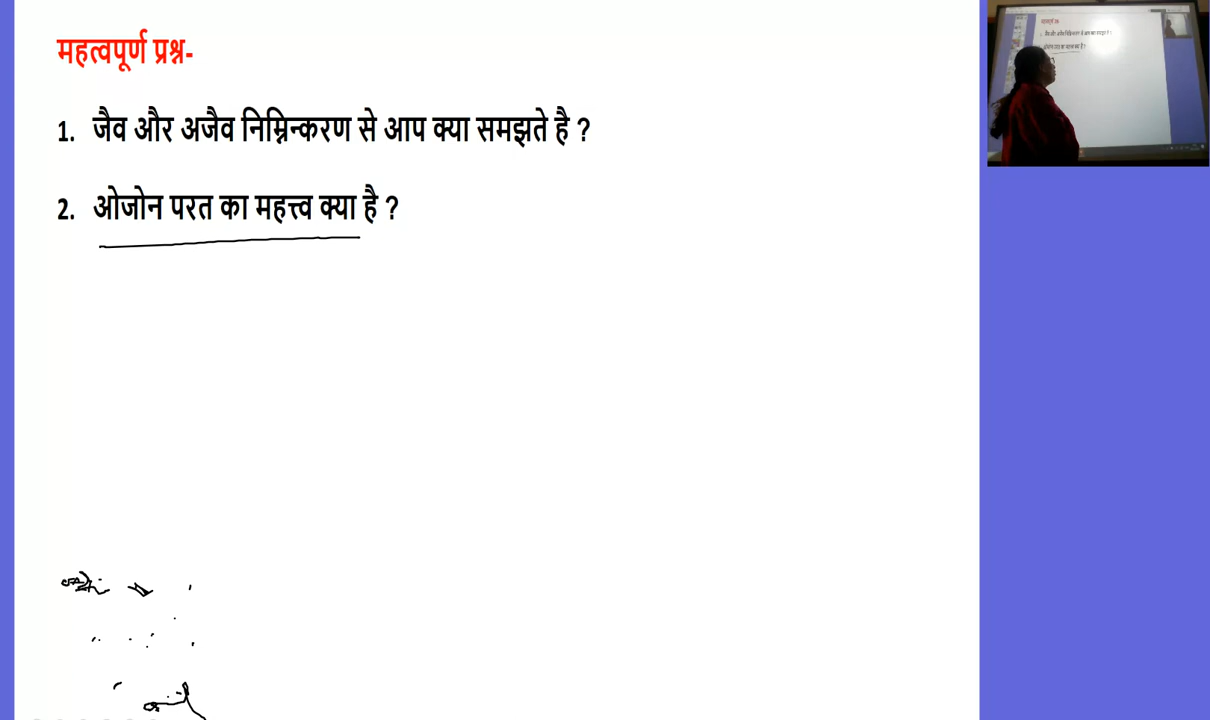 महत्वपूर्ण प्रश्न-
1. जैव और अजैव निम्निन्करण से आप क्या समझते है ?
2. ओजोन परत का महत्त्व क्या है ?